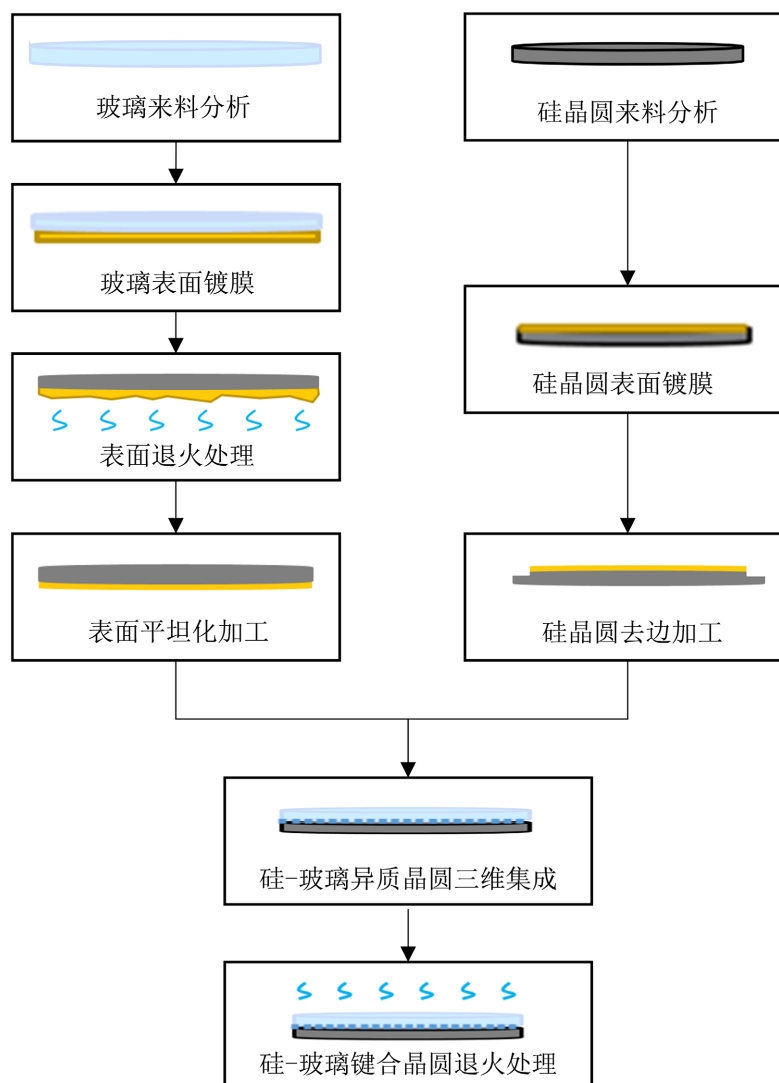 玻璃来料分析
硅晶圆来料分析
玻璃表面镀膜
硅晶圆表面镀膜
表面退火处理
表面平坦化加工
硅晶圆去边加工
硅-玻璃异质晶圆三维集成
硅-玻璃键合晶圆退火处理